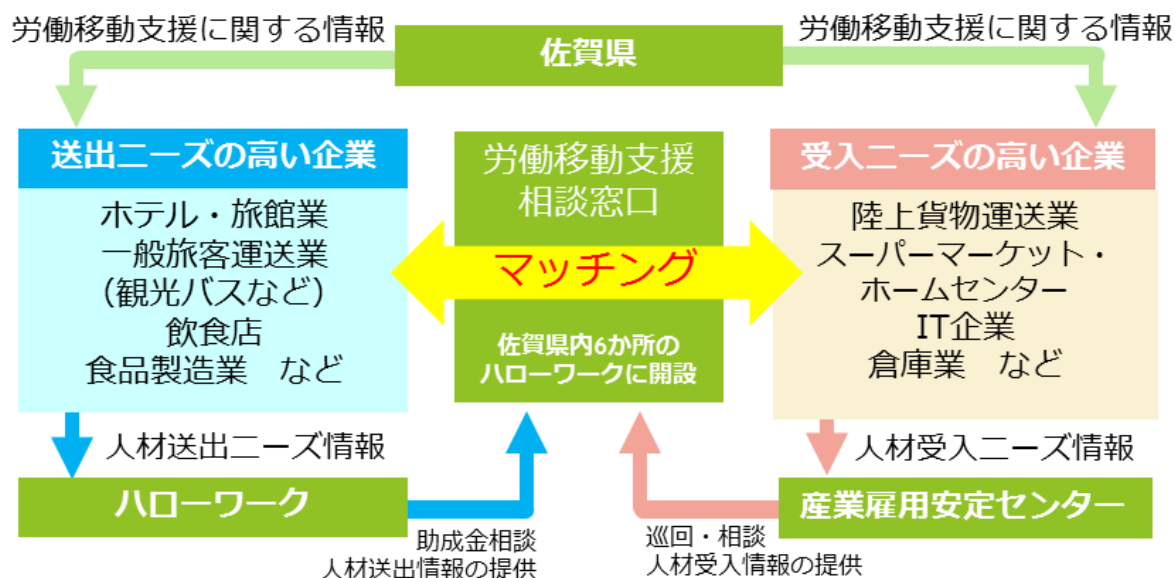 労働移動支援に関する情報
佐賀県
労働移動支援に関する情報
送出ニーズの高い企業
ホテル・旅館業
一般旅客運送業
(観光バスなど)
飲食店
食品製造業　など
労働移動支援
相談窓口
マッチング
佐賀県内6か所の
ハローワークに開設
受入ニーズの高い企業
陸上貨物運送業
スーパーマーケット・
ホームセンター
IT企業
倉庫業　など
人材送出ニーズ情報
人材受入ニーズ情報
ハローワーク
産業雇用安定センター
助成金相談
人材送出情報の提供
巡回・相談
人材受入情報の提供